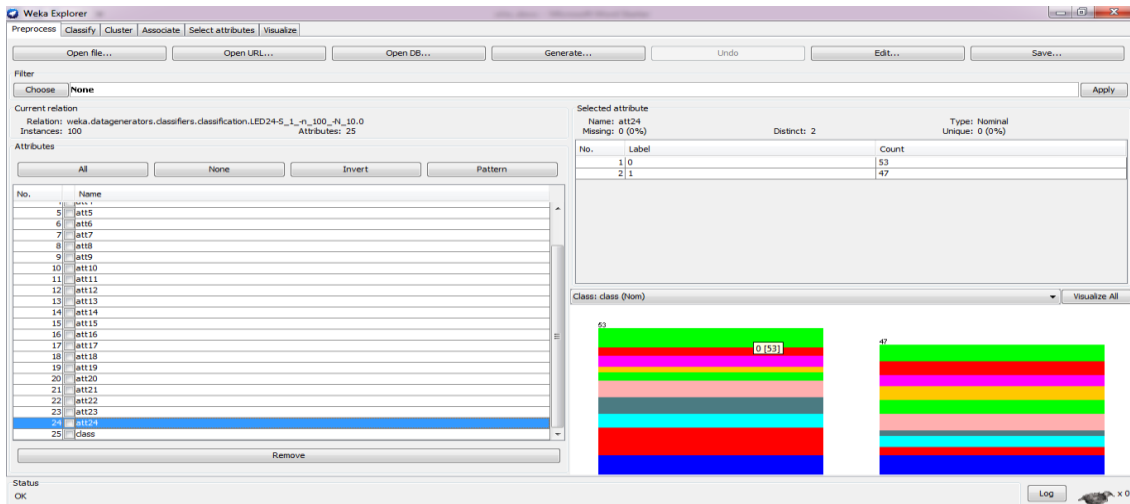 Weka Explorer
Preprocess Classify Cluster Associate Select attributes Visualize
Open file... Open URL... Open DB... Generate... Undo Edit... Save...
Filter
Choose None Apply
Current relation
Relation: weka.datagenerators.classifiers.classification.LED24-S_1_-n_100_-N_10.0
Instances: 100 Attributes: 25
Attributes
All None Invert Pattern
No. Name
5 att5
6 att6
7 att7
8 att8
9 att9
10 att10
11 att11
12 att12
13 att13
14 att14
15 att15
16 att16
17 att17
18 att18
19 att19
20 att20
21 att21
22 att22
23 att23
24 att24
25 class
Remove
Selected attribute
Name: att24 Type: Nominal
Missing: 0 (0%) Distinct: 2 Unique: 0 (0%)
No. Label Count
1 0 53
2 1 47
Class: class (Nom) Visualize All
53
0 [53]
47
Status
OK
Log x 0